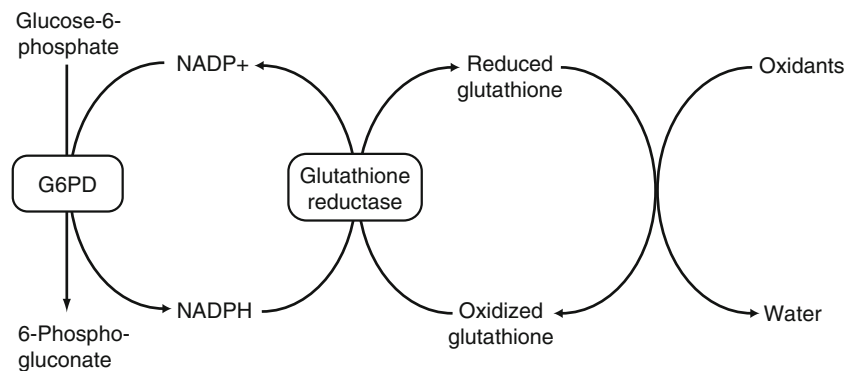 Glucose-6-
phosphate
NADP+
Reduced
glutathione
Oxidants
G6PD
Glutathione
reductase
NADPH
Oxidized
glutathione
Water
6-Phospho-
gluconate